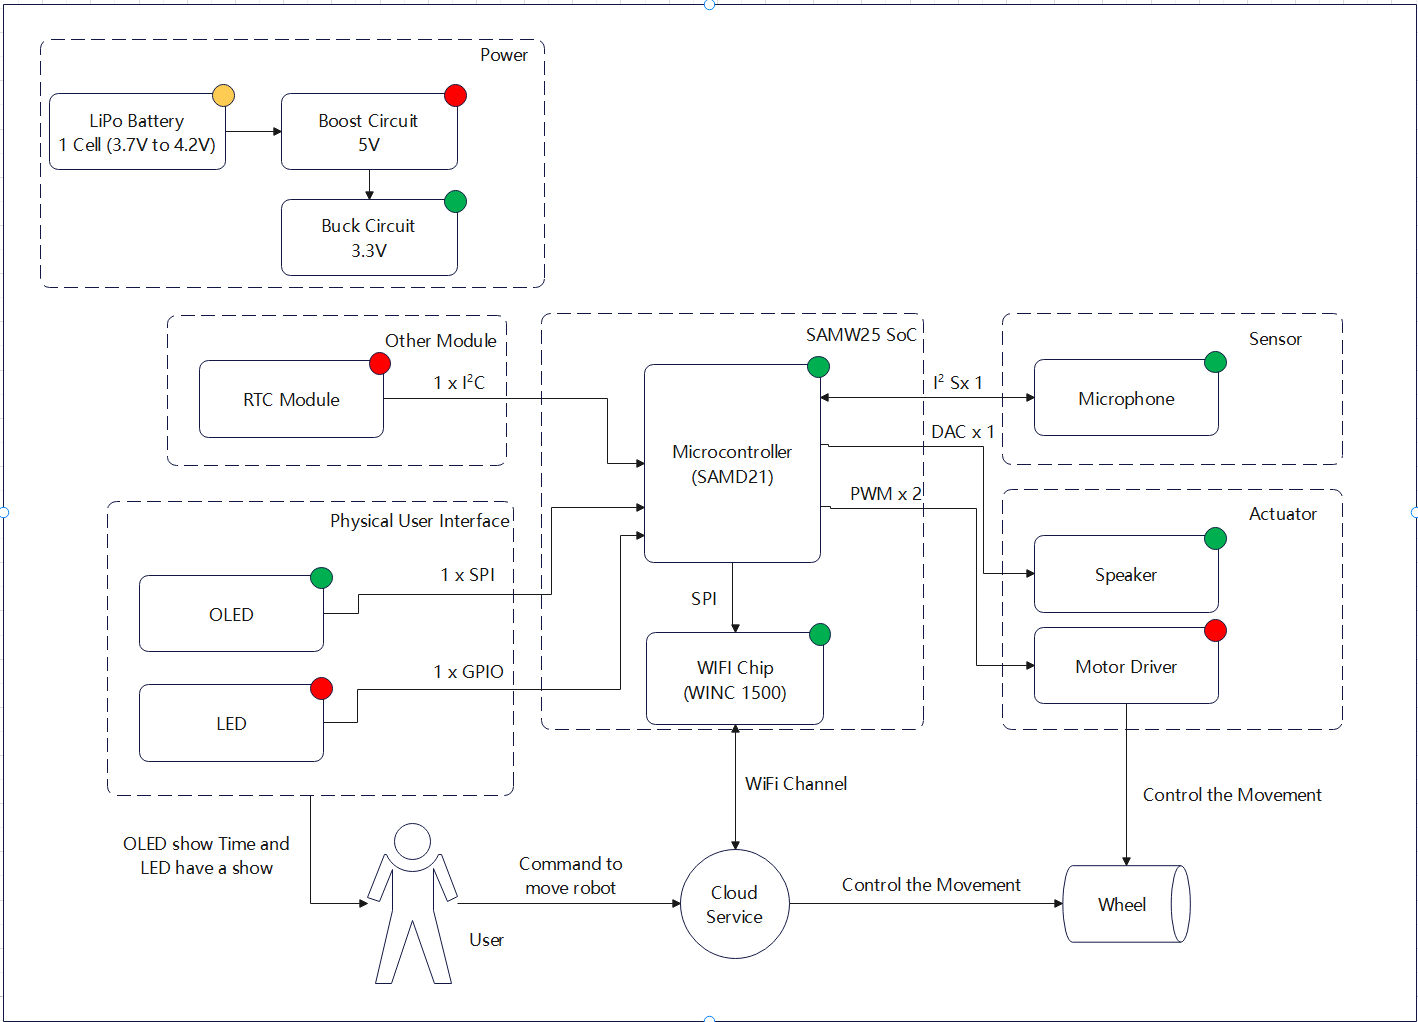 Power
LiPo Battery
1 Cell (3.7V to 4.2V)
Boost Circuit
5V
Buck Circuit
3.3V
Other Module
RTC Module
1 x I²C
SAMW25 SoC
Microcontroller
(SAMD21)
I² Sx 1
DAC x 1
PWM x 2
Sensor
Microphone
Physical User Interface
OLED
1 x SPI
LED
1 x GPIO
SPI
WIFI Chip
(WINC 1500)
Actuator
Speaker
Motor Driver
WiFi Channel
Control the Movement
OLED show Time and
LED have a show
User
Command to
move robot
Cloud
Service
Control the Movement
Wheel